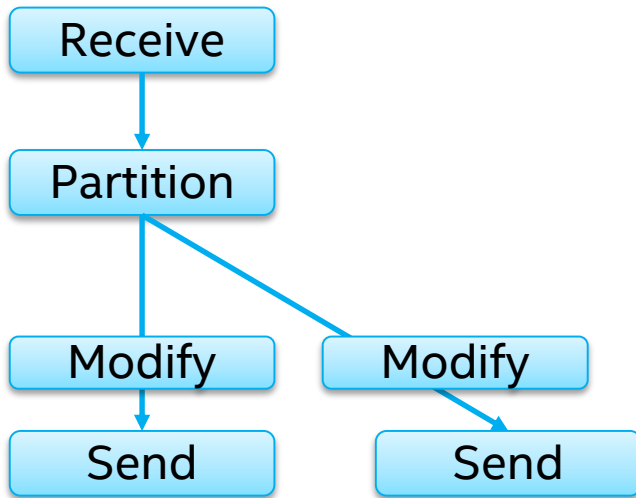 Receive
Partition
Modify
Modify
Send
Send